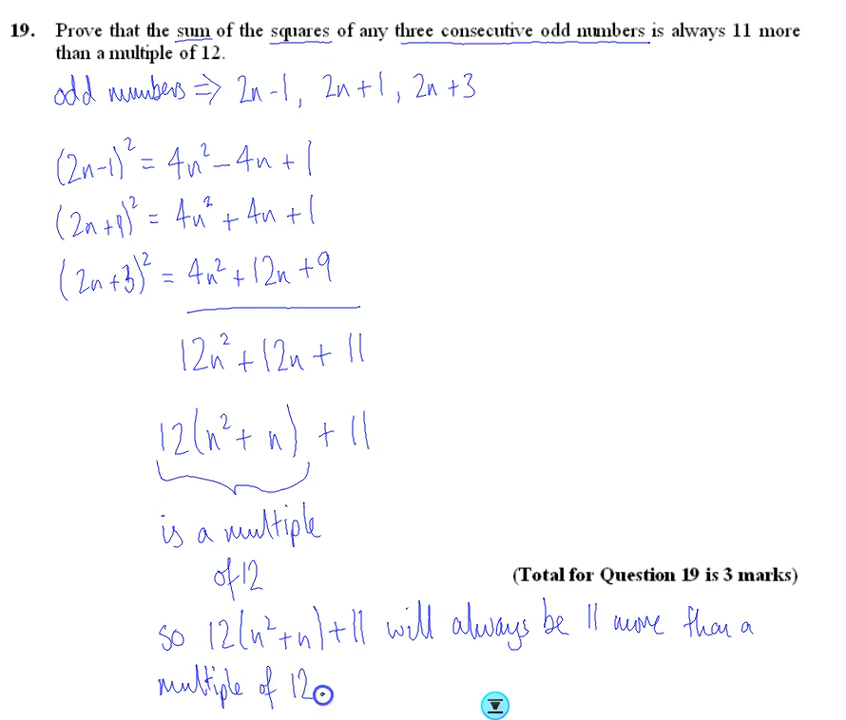 19. Prove that the sum of the squares of any three consecutive odd numbers is always 11 more
than a multiple of 12.
odd numbers => 2n-1, 2n+1, 2n+3
(2n-1)² = 4n² - 4n + 1
(2n+1)² = 4n² + 4n + 1
(2n+3)² = 4n² + 12n + 9
12n² + 12n + 11
12(n² + n) + 11
is a multiple
of 12
(Total for Question 19 is 3 marks)
so 12(n²+n)+11 will always be 11 more than a
multiple of 12.